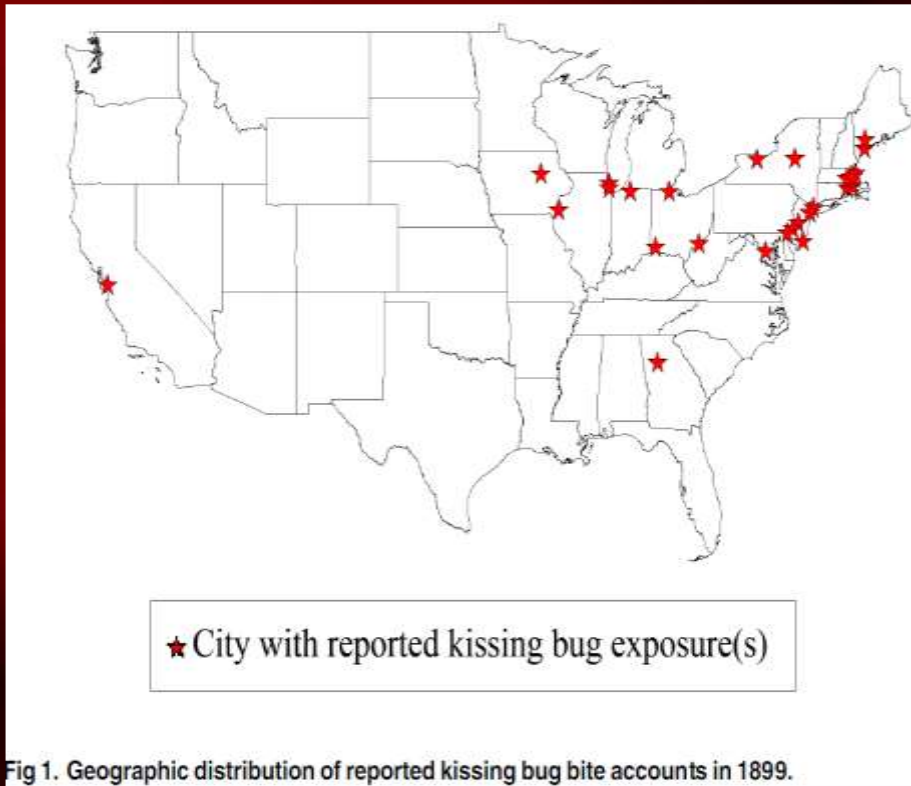 City with reported kissing bug exposure(s)
Fig 1. Geographic distribution of reported kissing bug bite accounts in 1899.